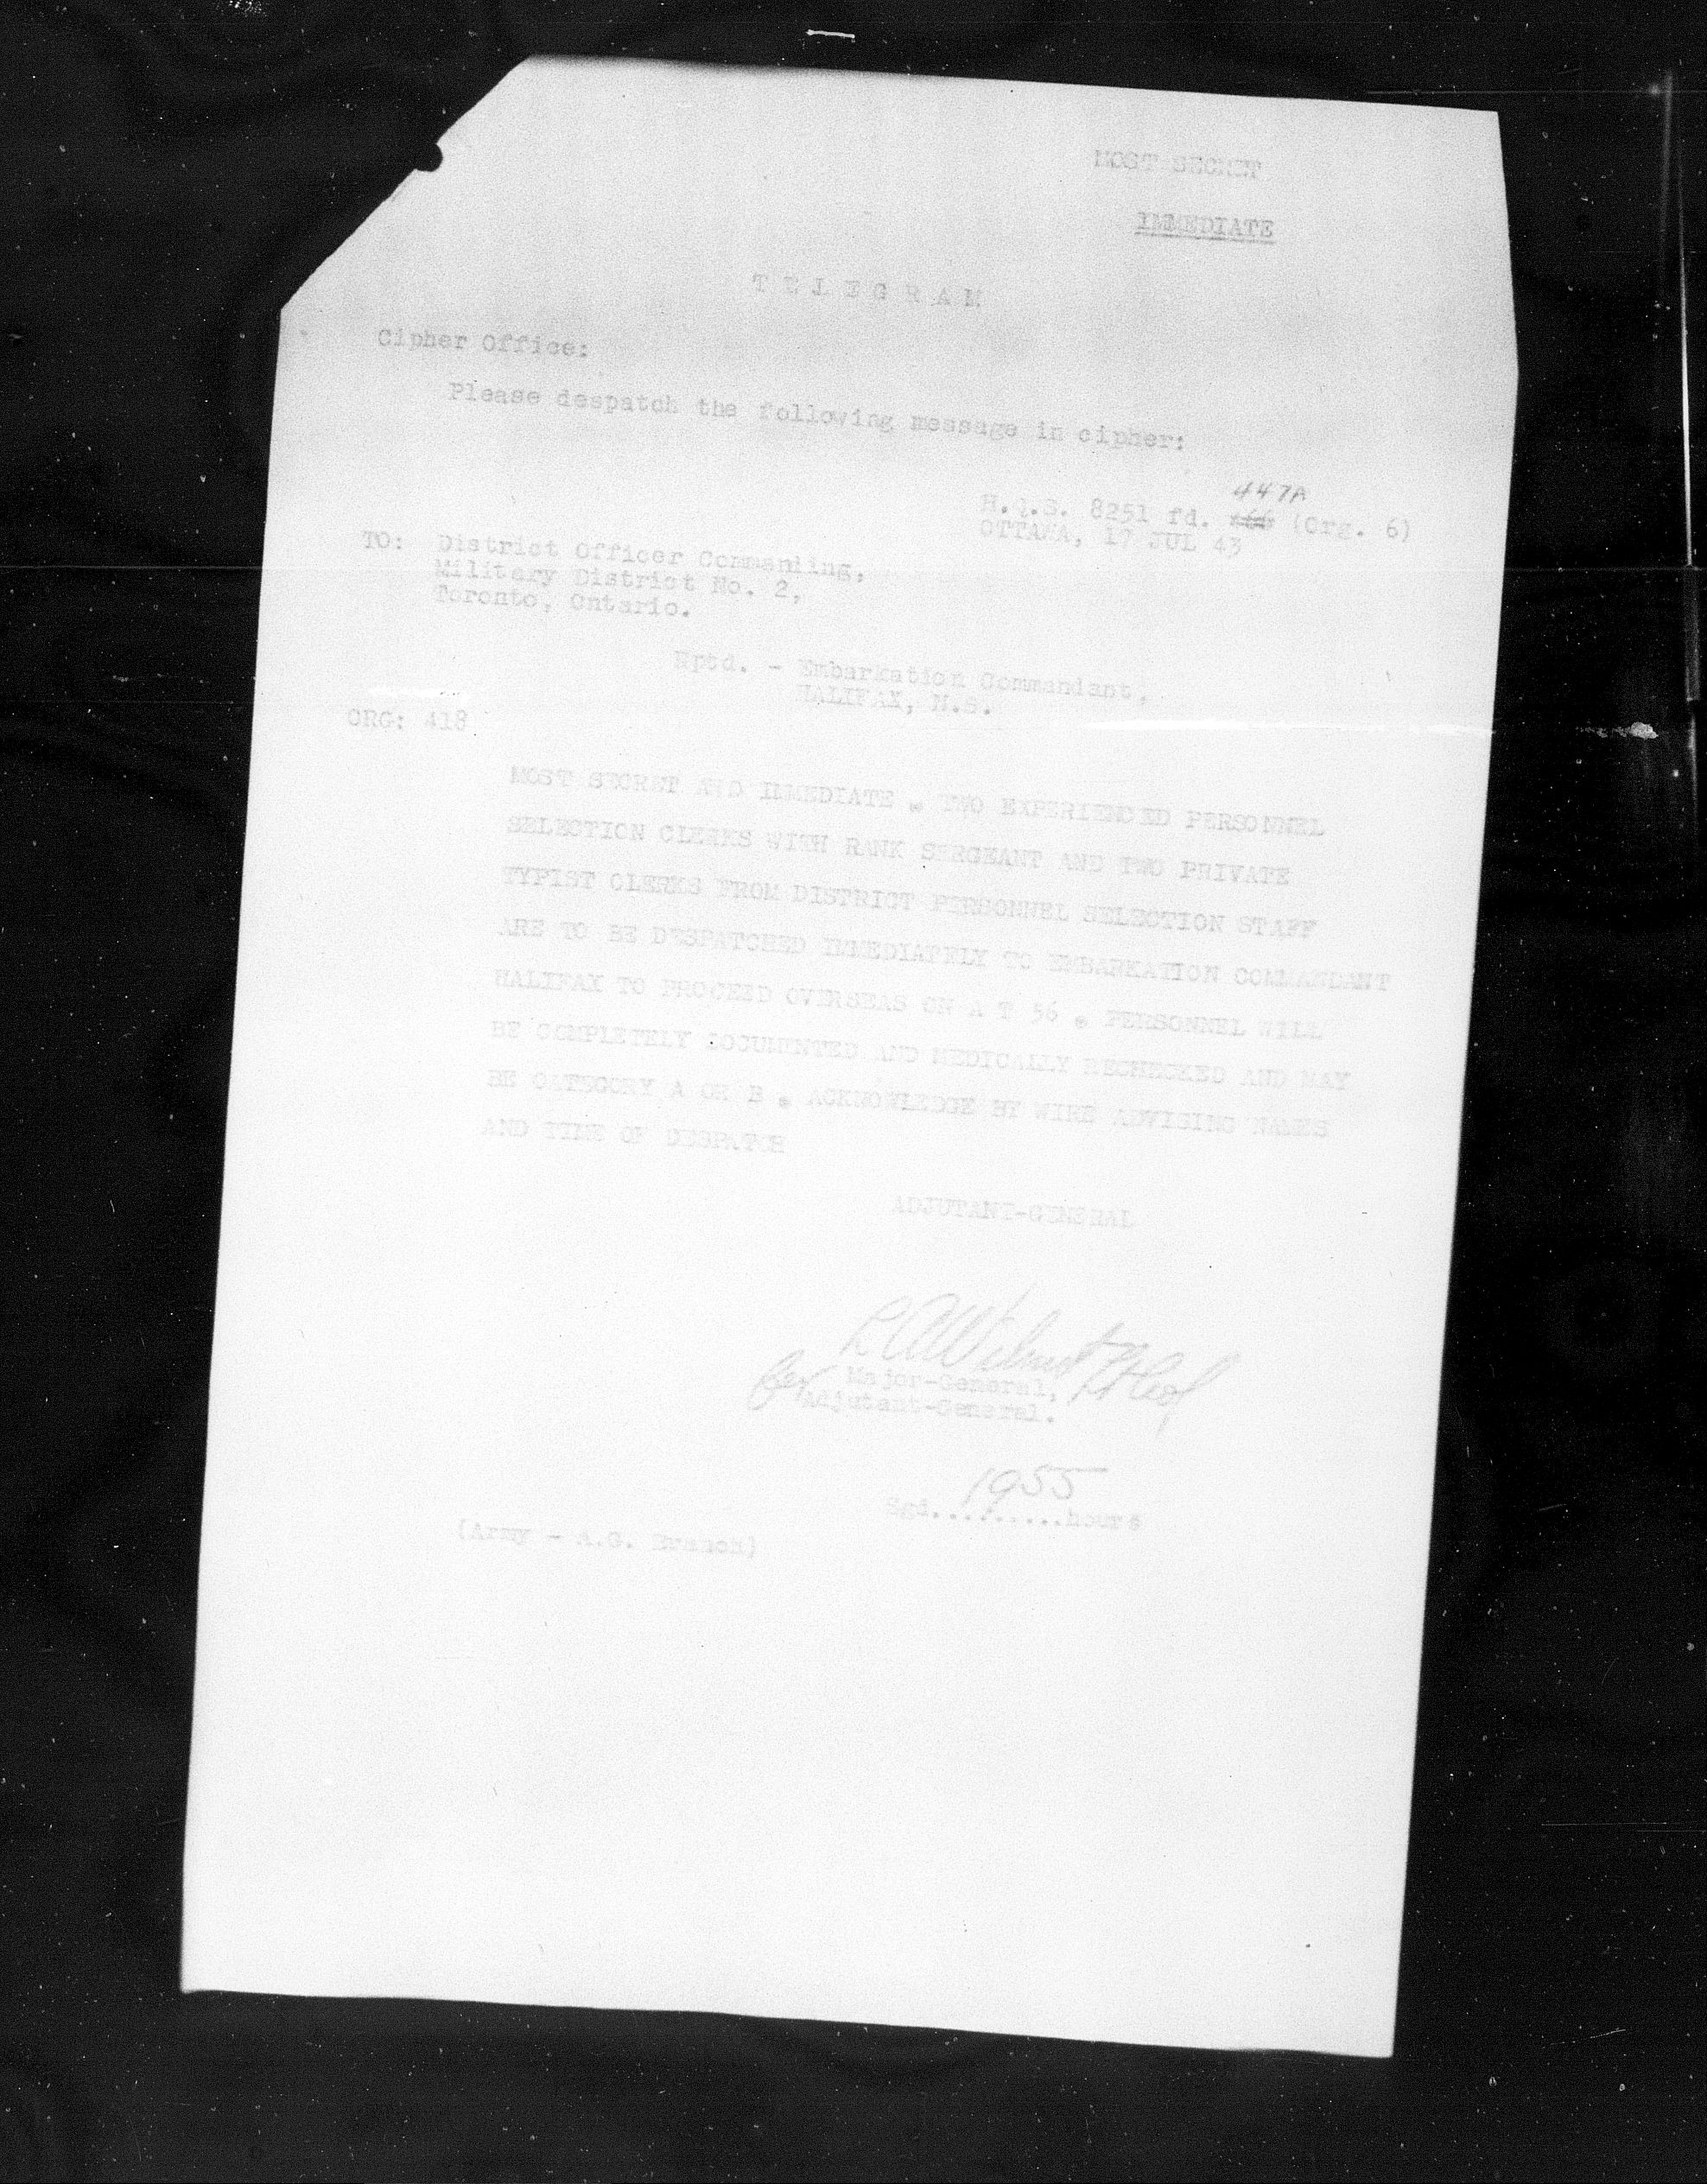 MOST SECRET
IMMEDIATE
TELEGRAM
Cipher Office:
Please despatch the following message in cipher:
447A
H.Q.S. 8251 fd. (Org. 6)
OTTAWA, 17 JUL 43
TO: District Officer Commanding,
Military District No. 2,
Toronto, Ontario.
Rptd. - Embarkation Commandant,
HALIFAX, N.S.
ORG: 418
MOST SECRET AND IMMEDIATE . TWO EXPERIENCED PERSONNEL
SELECTION CLERKS WITH RANK SERGEANT AND TWO PRIVATE
TYPIST CLERKS FROM DISTRICT PERSONNEL SELECTION STAFF
ARE TO BE DESPATCHED IMMEDIATELY TO EMBARKATION COMMANDANT
HALIFAX TO PROCEED OVERSEAS ON A T 56 . PERSONNEL WILL
BE COMPLETELY DOCUMENTED AND MEDICALLY RECHECKED AND MAY
BE CATEGORY A OR B . ACKNOWLEDGE BY WIRE ADVISING NAMES
AND TIME OF DESPATCH
ADJUTANT-GENERAL
for Major-General,
Adjutant-General.
1955
Sgd..........hours
(Army - A.G. Branch)